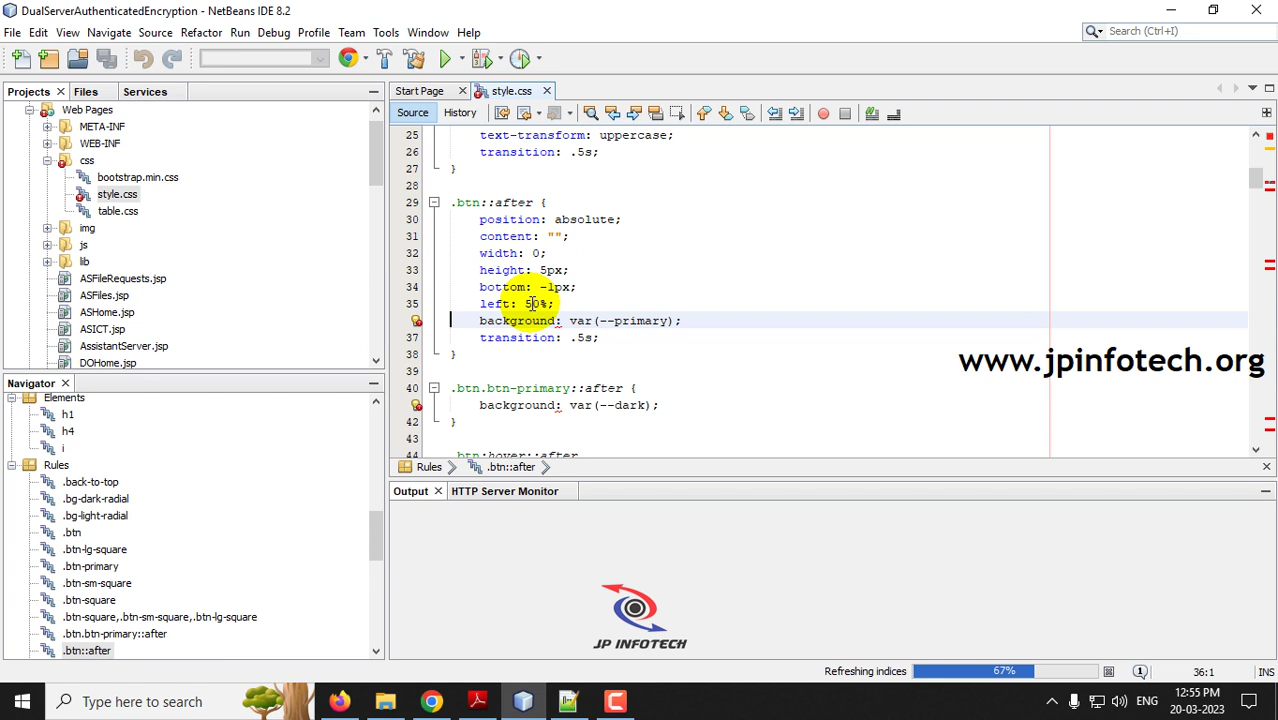 DualServerAuthenticatedEncryption - NetBeans IDE 8.2
File Edit View Navigate Source Refactor Run Debug Profile Team Tools Window Help
Search (Ctrl+I)
Projects Files Services
Start Page style.css
Source History
Web Pages
META-INF
WEB-INF
css
bootstrap.min.css
style.css
table.css
img
js
lib
ASFileRequests.jsp
ASFiles.jsp
ASHome.jsp
ASICT.jsp
AssistantServer.jsp
DOHome.jsp
25 text-transform: uppercase;
26 transition: .5s;
27 }
28
29 .btn::after {
30 position: absolute;
31 content: "";
32 width: 0;
33 height: 5px;
34 bottom: -1px;
35 left: 50%;
background: var(--primary);
37 transition: .5s;
38 }
39
40 .btn.btn-primary::after {
background: var(--dark);
42 }
43
44 .btn:hover::after
www.jpinfotech.org
Rules .btn::after
Navigator
Elements
h1
h4
i
Rules
.back-to-top
.bg-dark-radial
.bg-light-radial
.btn
.btn-lg-square
.btn-primary
.btn-sm-square
.btn-square
.btn-square,.btn-sm-square,.btn-lg-square
.btn.btn-primary::after
.btn::after
Output HTTP Server Monitor
JP INFOTECH
Refreshing indices 67% 1 36:1 INS
Type here to search
ENG
12:55 PM
20-03-2023